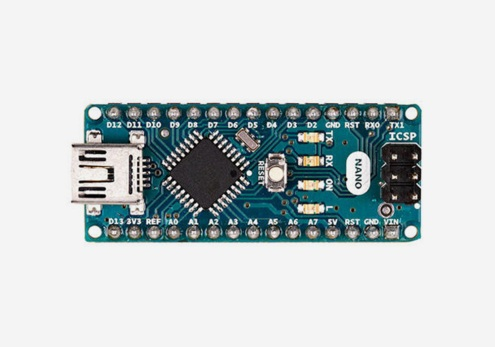 D12 D11 D10 D9 D8 D7 D6 D5 D4 D3 D2 GND RST RX0 TX1
ICSP
TX
RX
ON
L
RESET
NANO
D13 3V3 REF A0 A1 A2 A3 A4 A5 A6 A7 5V RST GND VIN